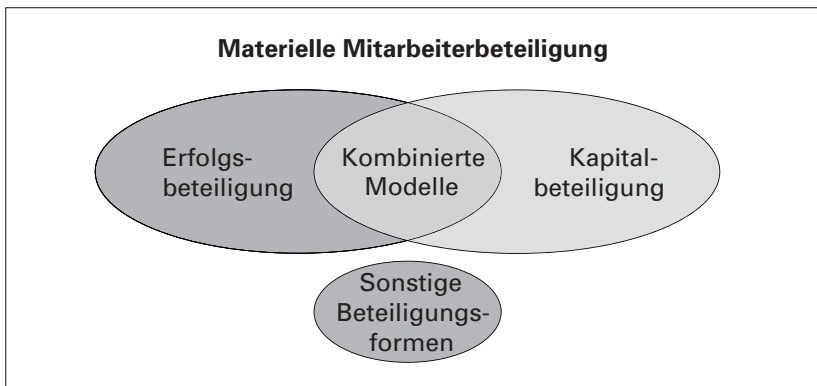 Materielle Mitarbeiterbeteiligung
Erfolgs-
beteiligung
Kombinierte
Modelle
Kapital-
beteiligung
Sonstige
Beteiligungs-
formen